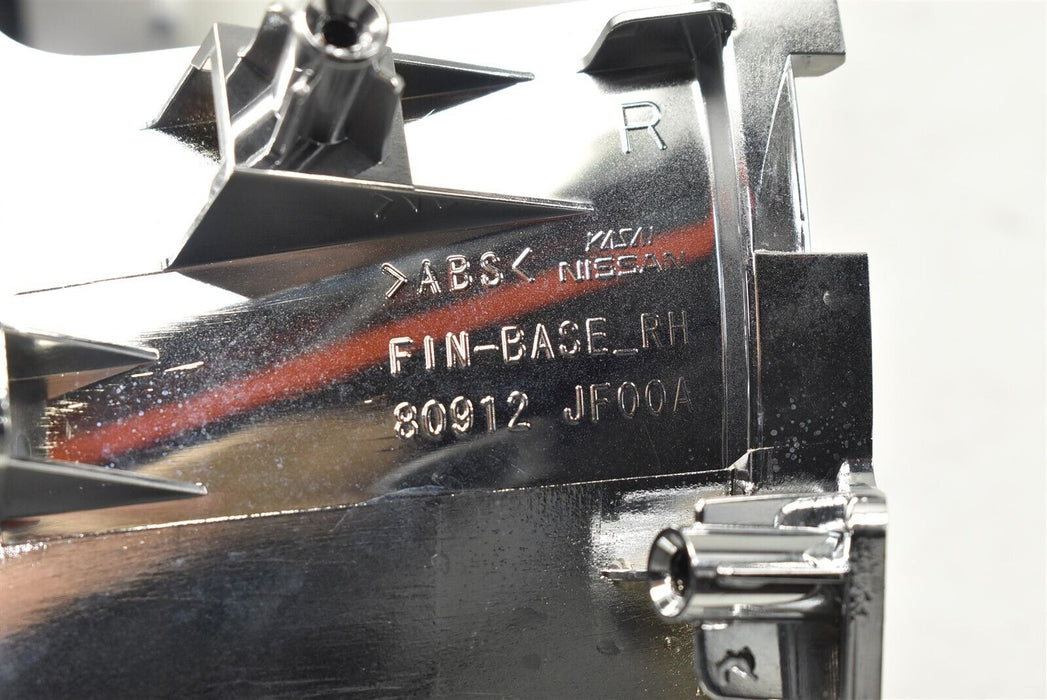 R
KASAI
>ABS< NISSAN
FIN-BASE_RH
80912 JF00A